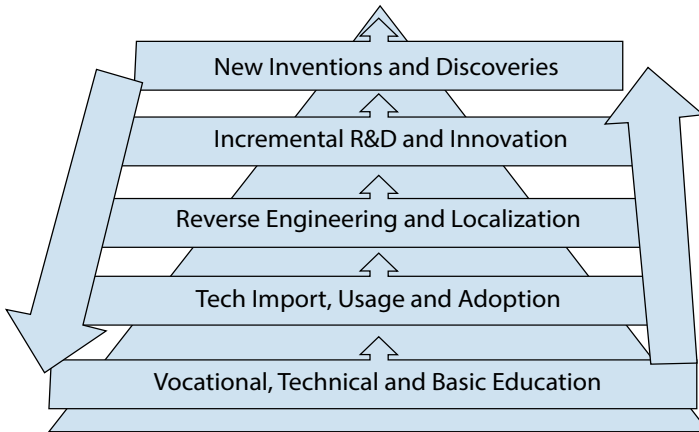 New Inventions and Discoveries
Incremental R&D and Innovation
Reverse Engineering and Localization
Tech Import, Usage and Adoption
Vocational, Technical and Basic Education